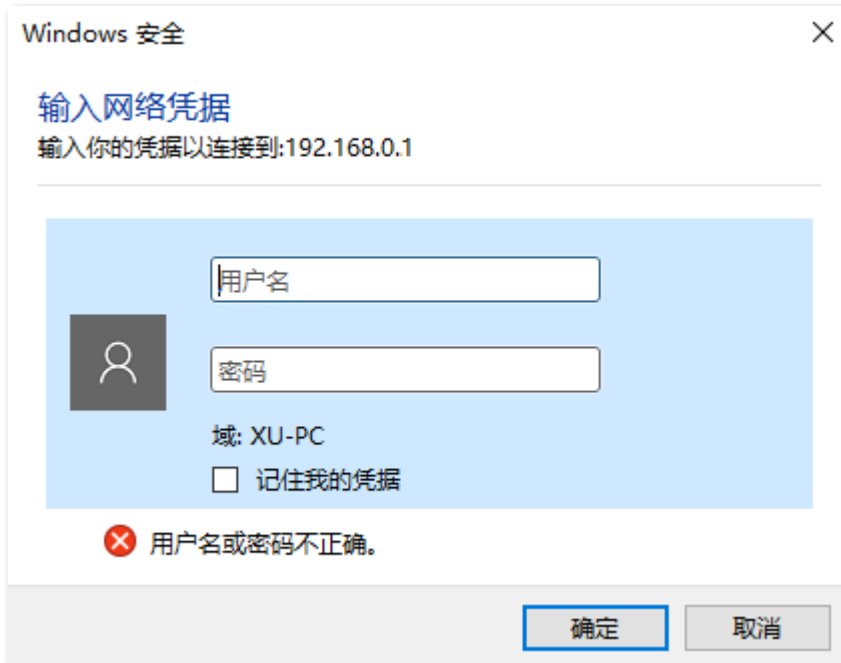 Windows 安全
输入网络凭据
输入你的凭据以连接到:192.168.0.1
用户名
密码
域: XU-PC
记住我的凭据
用户名或密码不正确。
确定
取消